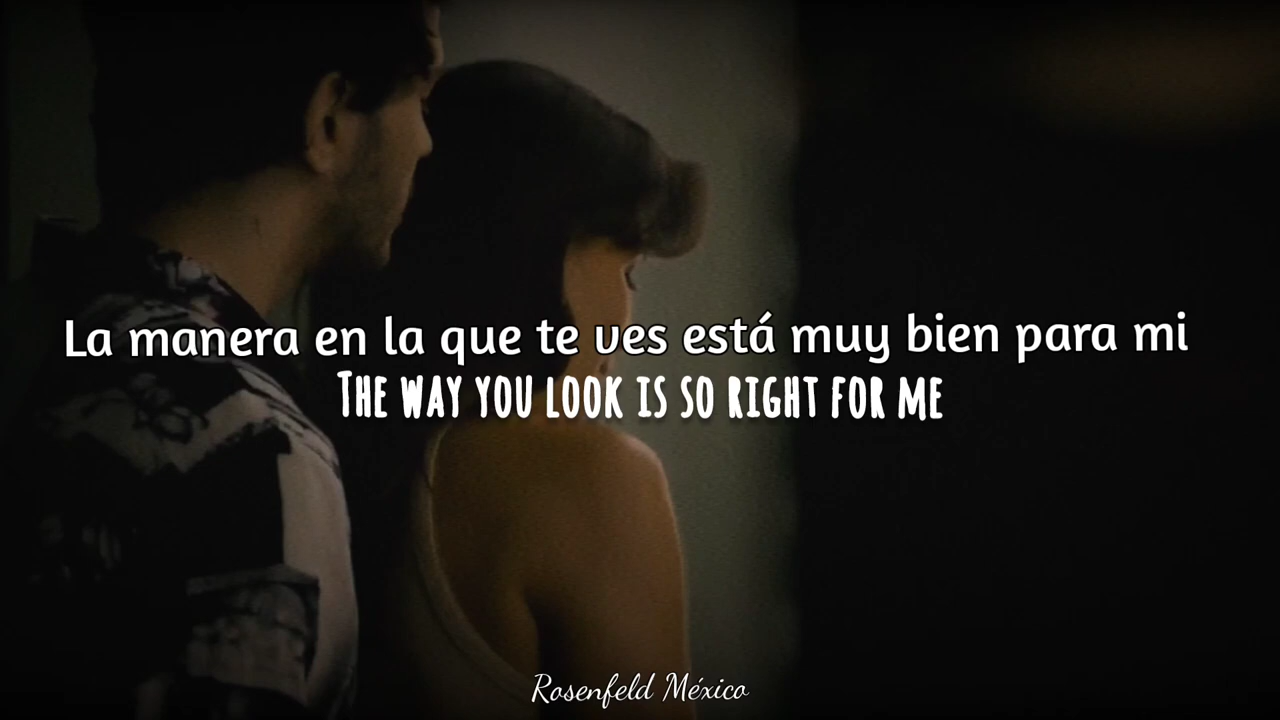 La manera en la que te ves está muy bien para mi
The way you look is so right for me
Rosenfeld México